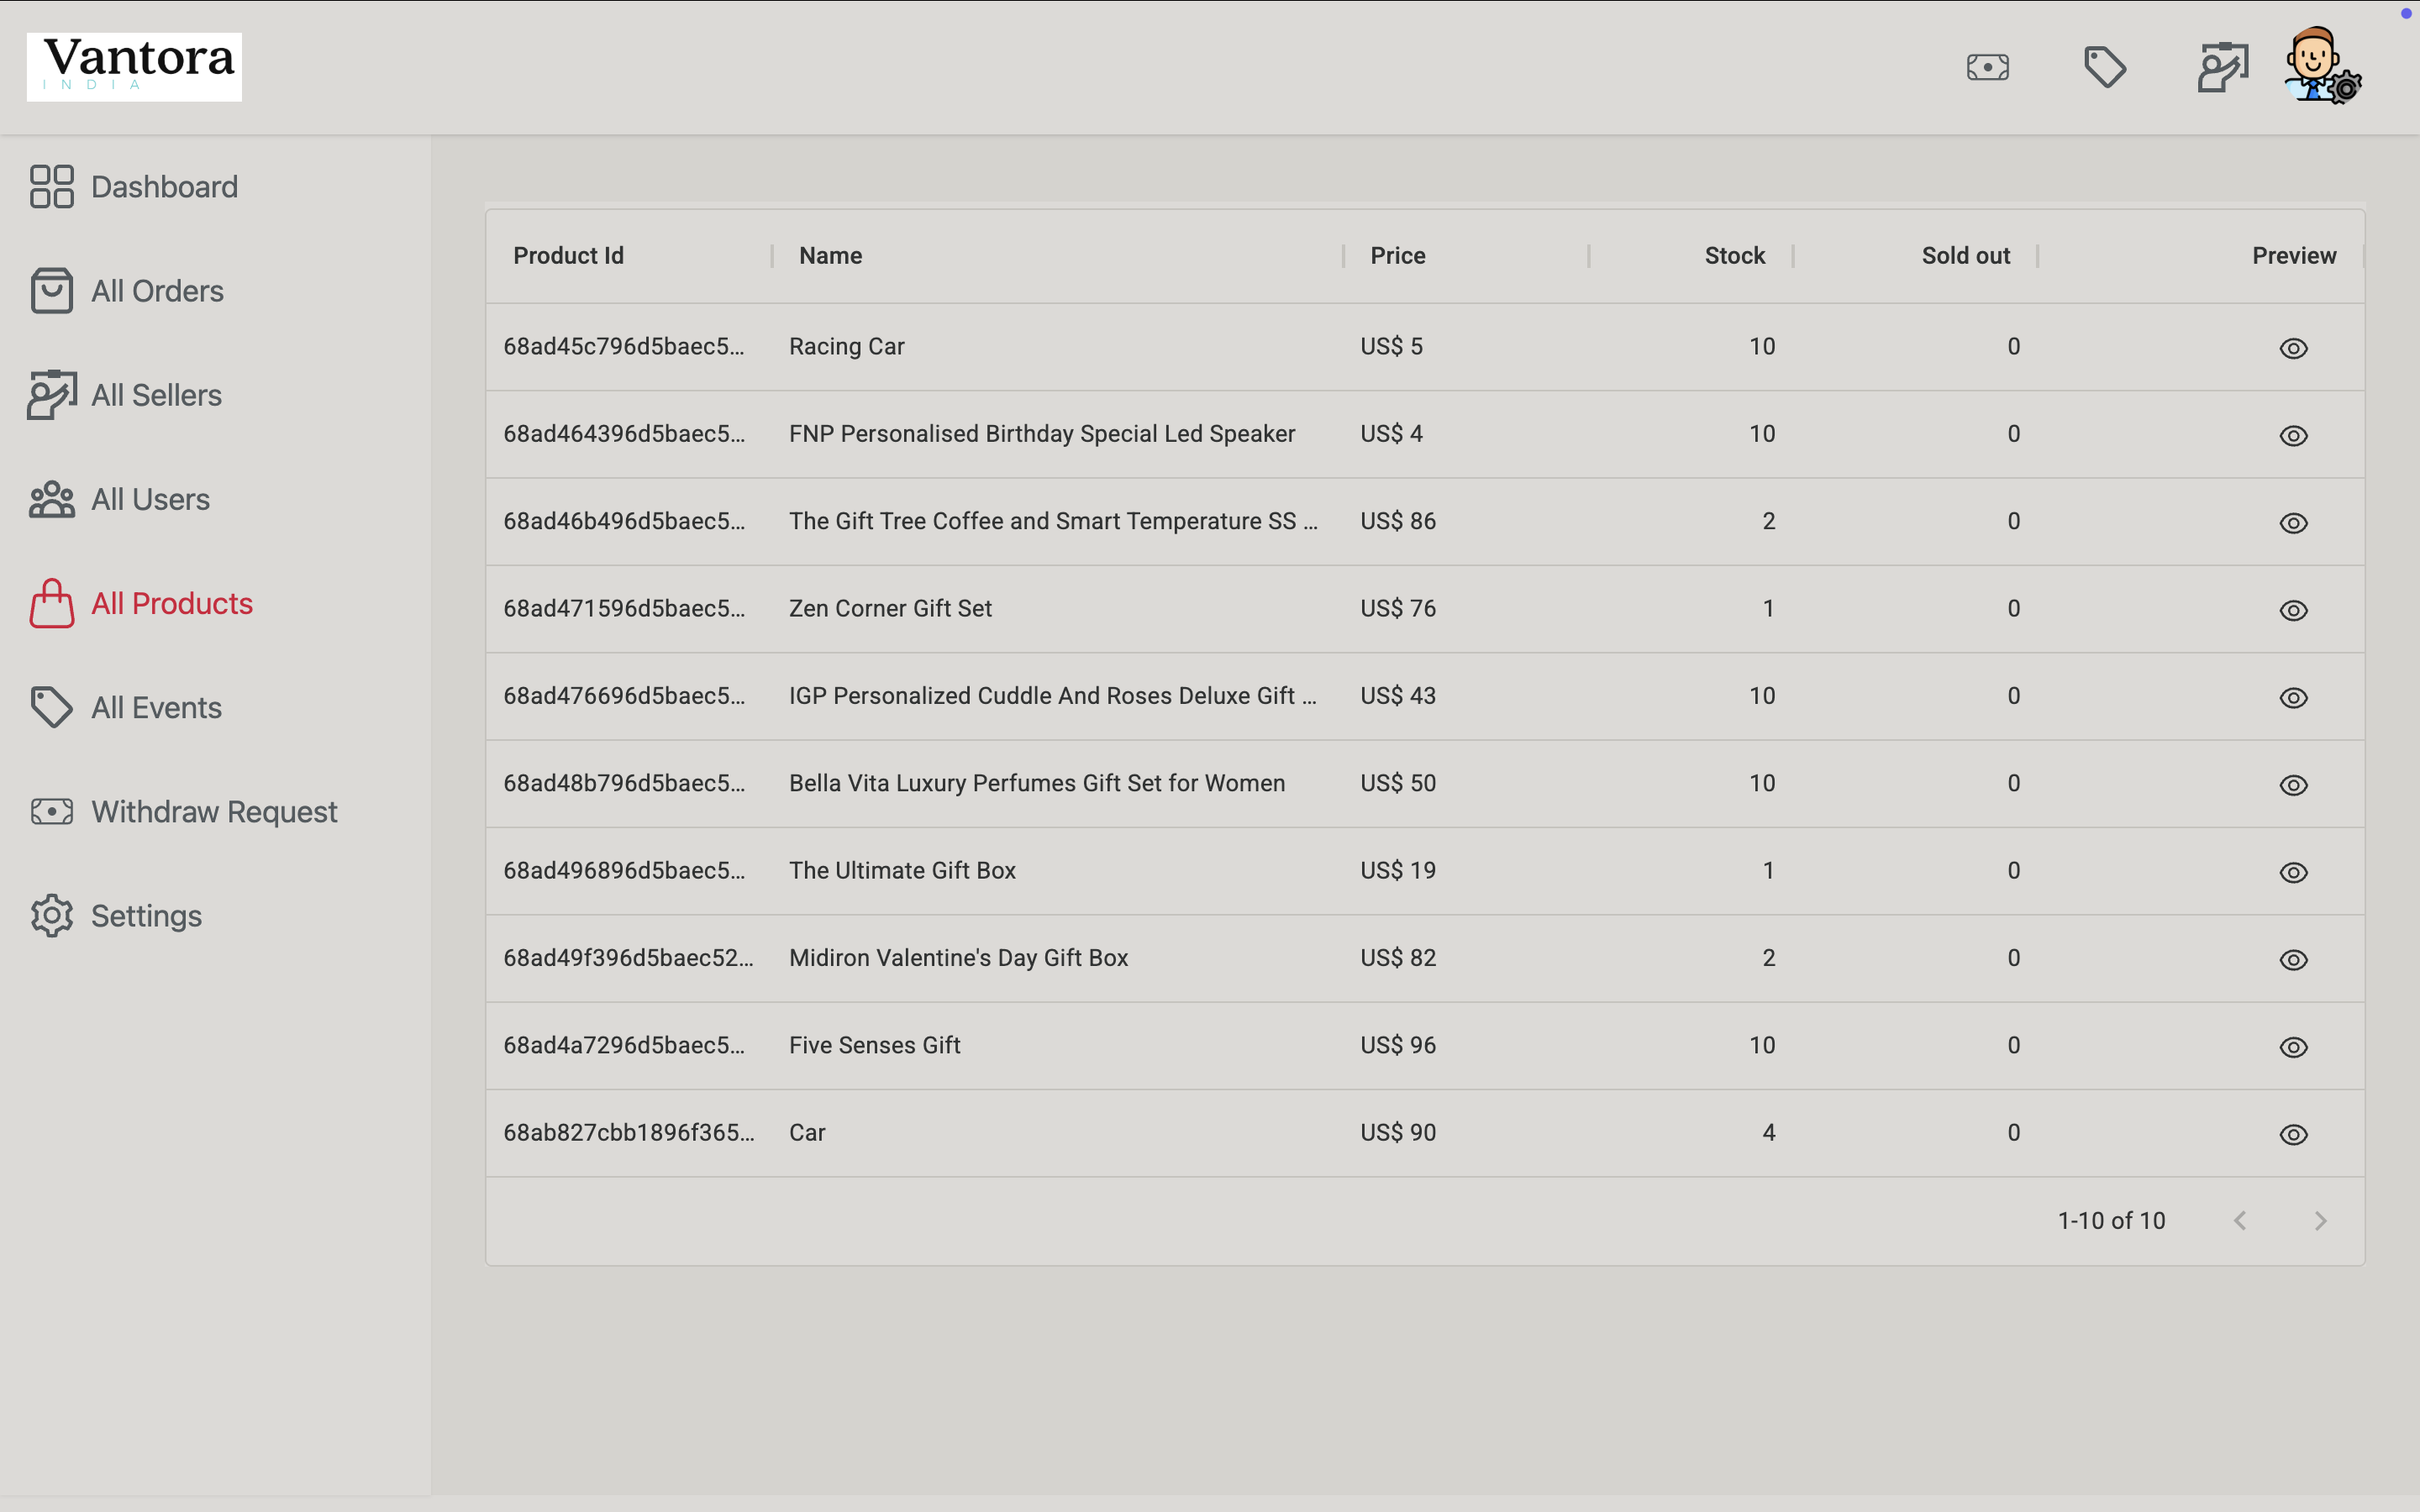 Vantora
INDIA
Dashboard
All Orders
All Sellers
All Users
All Products
All Events
Withdraw Request
Settings
Product Id Name Price Stock Sold out Preview
68ad45c796d5baec5... Racing Car US$ 5 10 0
68ad464396d5baec5... FNP Personalised Birthday Special Led Speaker US$ 4 10 0
68ad46b496d5baec5... The Gift Tree Coffee and Smart Temperature SS ... US$ 86 2 0
68ad471596d5baec5... Zen Corner Gift Set US$ 76 1 0
68ad476696d5baec5... IGP Personalized Cuddle And Roses Deluxe Gift ... US$ 43 10 0
68ad48b796d5baec5... Bella Vita Luxury Perfumes Gift Set for Women US$ 50 10 0
68ad496896d5baec5... The Ultimate Gift Box US$ 19 1 0
68ad49f396d5baec52... Midiron Valentine's Day Gift Box US$ 82 2 0
68ad4a7296d5baec5... Five Senses Gift US$ 96 10 0
68ab827cbb1896f365... Car US$ 90 4 0
1-10 of 10